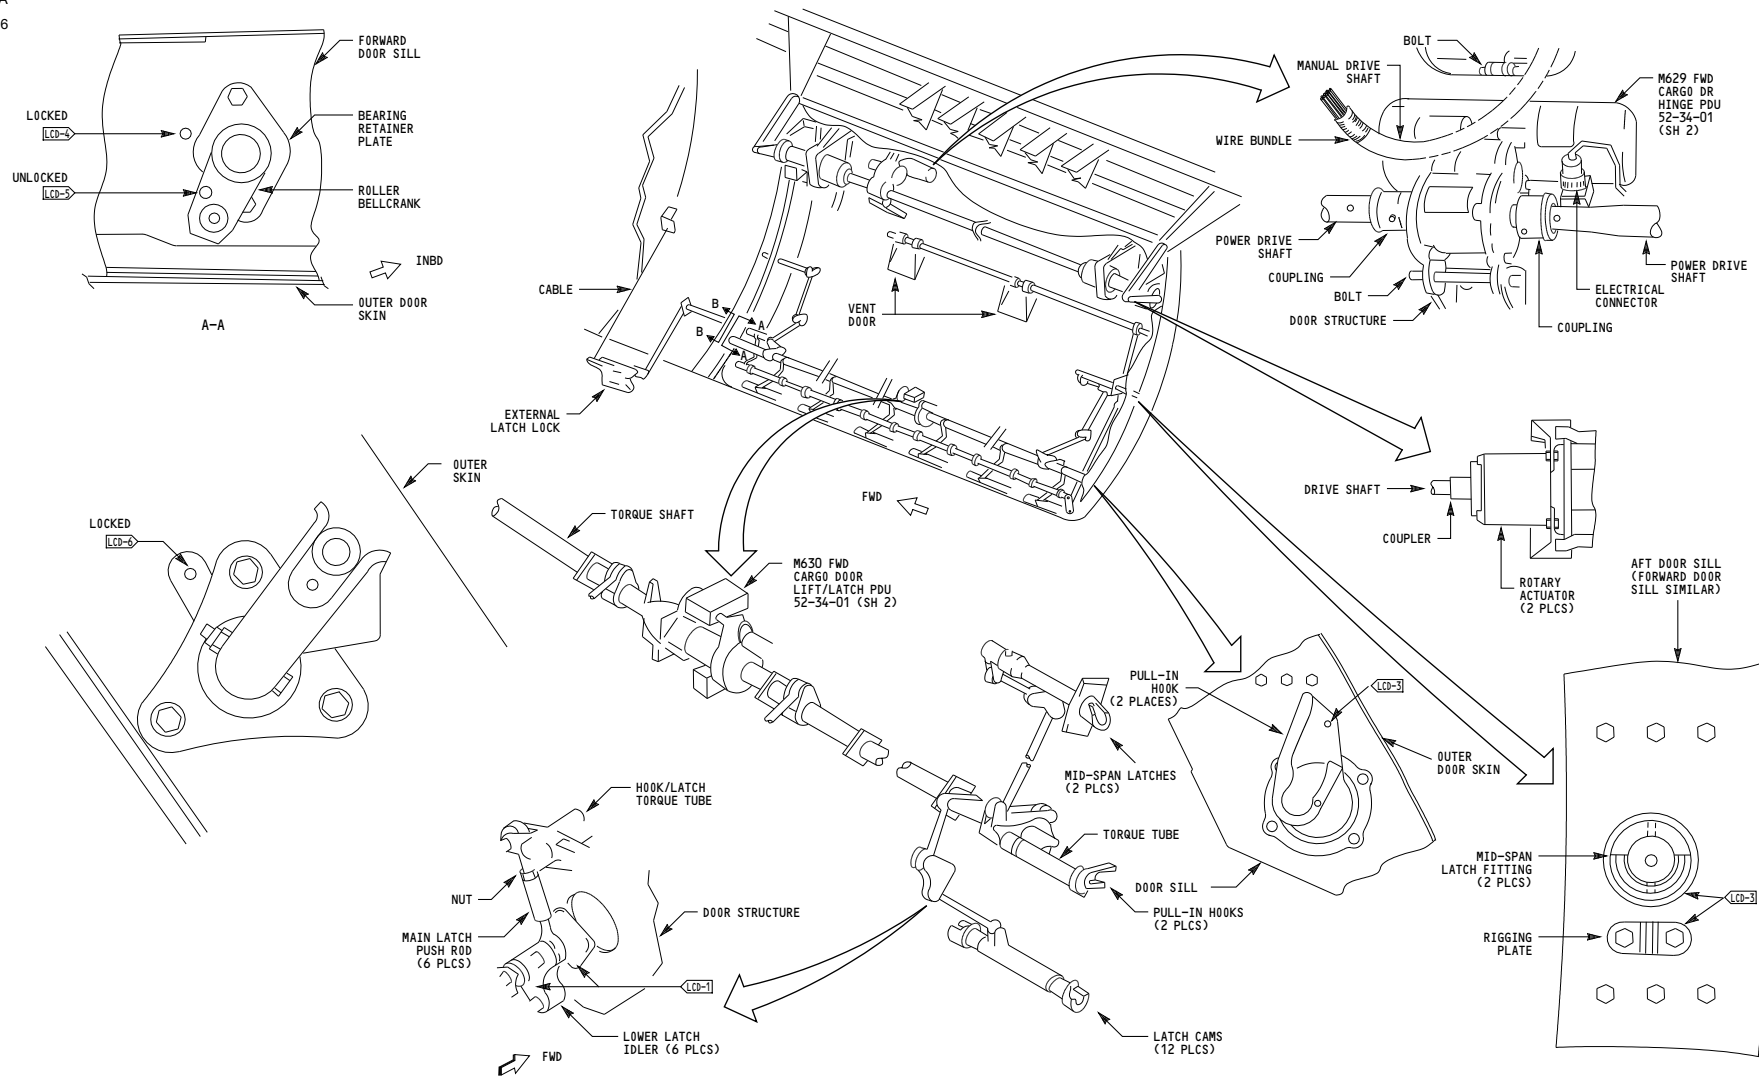 A
6
FORWARD
DOOR SILL
LOCKED
LCD-4
BEARING
RETAINER
PLATE
UNLOCKED
LCD-5
ROLLER
BELLCRANK
INBD
OUTER DOOR
SKIN
A-A
CABLE
B
B
A
A
VENT
DOOR
EXTERNAL
LATCH LOCK
FWD
BOLT
MANUAL DRIVE
SHAFT
M629 FWD
CARGO DR
HINGE PDU
52-34-01
(SH 2)
WIRE BUNDLE
POWER DRIVE
SHAFT
COUPLING
BOLT
DOOR STRUCTURE
POWER DRIVE
SHAFT
ELECTRICAL
CONNECTOR
COUPLING
DRIVE SHAFT
COUPLER
ROTARY
ACTUATOR
(2 PLCS)
AFT DOOR SILL
(FORWARD DOOR
SILL SIMILAR)
OUTER
SKIN
LOCKED
LCD-6
TORQUE SHAFT
M630 FWD
CARGO DOOR
LIFT/LATCH PDU
52-34-01 (SH 2)
PULL-IN
HOOK
(2 PLACES)
LCD-3
OUTER
DOOR SKIN
MID-SPAN LATCHES
(2 PLCS)
TORQUE TUBE
DOOR SILL
PULL-IN HOOKS
(2 PLCS)
MID-SPAN
LATCH FITTING
(2 PLCS)
LCD-3
RIGGING
PLATE
HOOK/LATCH
TORQUE TUBE
NUT
DOOR STRUCTURE
MAIN LATCH
PUSH ROD
(6 PLCS)
LCD-1
LOWER LATCH
IDLER (6 PLCS)
FWD
LATCH CAMS
(12 PLCS)